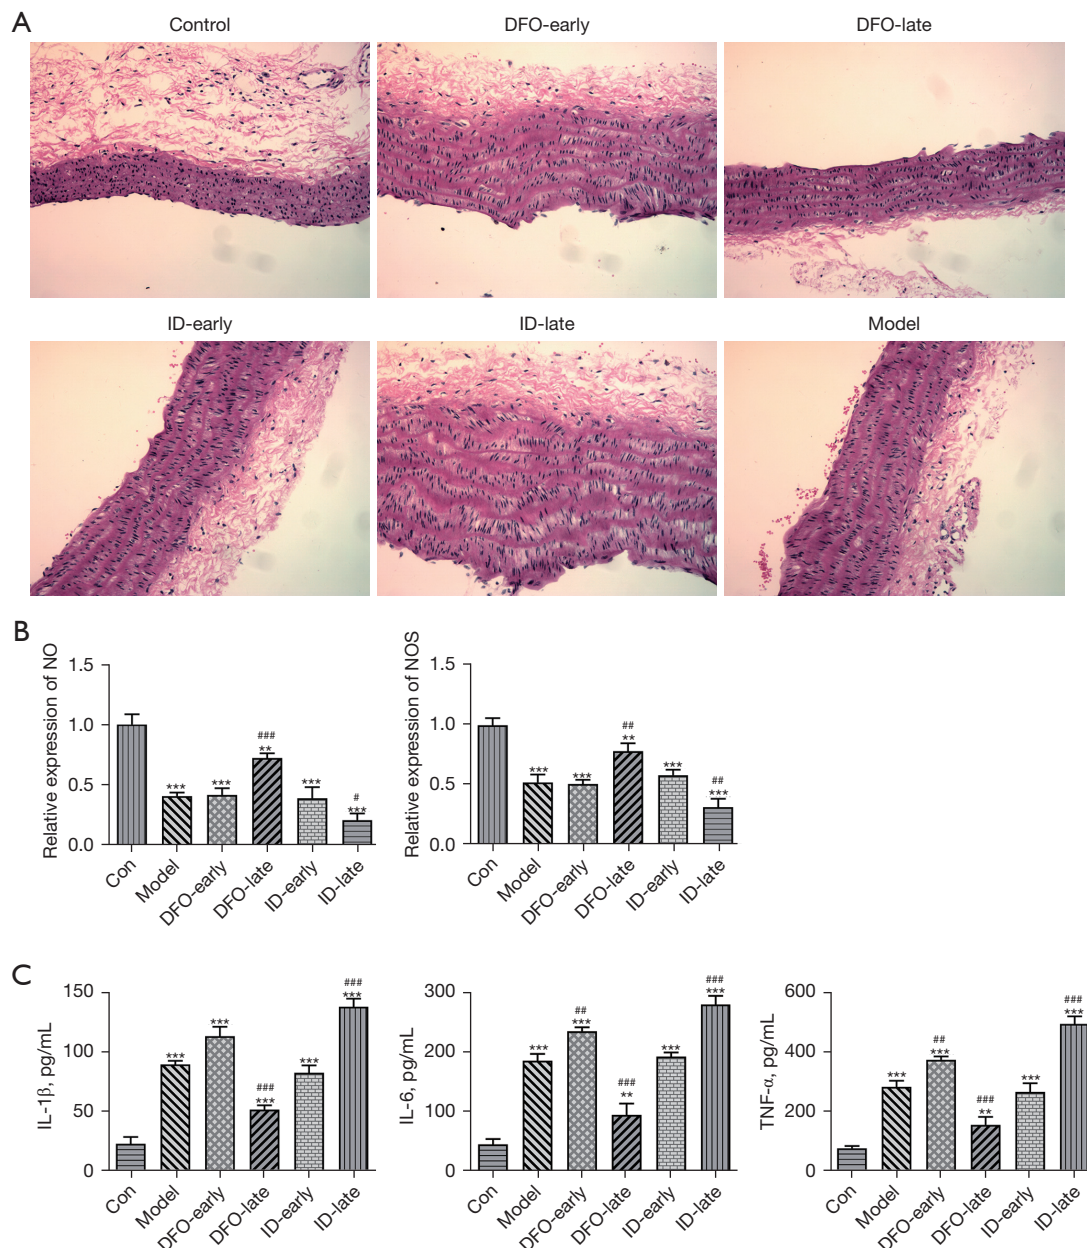 A
Control
DFO-early
DFO-late
ID-early
ID-late
Model
B
Relative expression of NO
1.5
1.0
0.5
0.0
***
***
###
**
***
#
***
Con
Model
DFO-early
DFO-late
ID-early
ID-late
Relative expression of NOS
1.5
1.0
0.5
0.0
***
***
##
**
***
##
***
Con
Model
DFO-early
DFO-late
ID-early
ID-late
C
IL-1β, pg/mL
150
100
50
0
***
***
###
***
***
###
***
Con
Model
DFO-early
DFO-late
ID-early
ID-late
IL-6, pg/mL
300
200
100
0
***
##
***
###
**
***
###
***
Con
Model
DFO-early
DFO-late
ID-early
ID-late
TNF-α, pg/mL
600
400
200
0
***
##
***
###
**
***
###
***
Con
Model
DFO-early
DFO-late
ID-early
ID-late